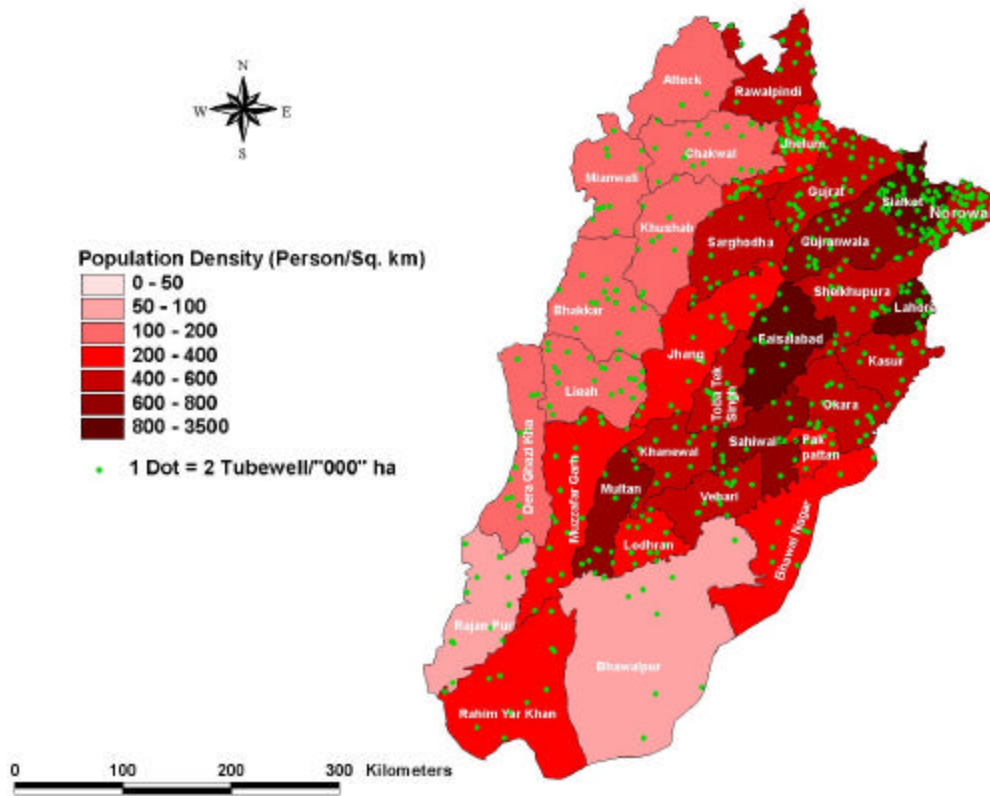 N
W E
S
Attock
Rawalpindi
Chakwal
Jhelum
Mianwali
Gujrat
Sialkot
Norowal
Khushab
Sarghodha
Gujranwala
Population Density (Person/Sq. km)
0 - 50
50 - 100
100 - 200
200 - 400
400 - 600
600 - 800
800 - 3500
1 Dot = 2 Tubewell/"000" ha
Sheikhupura
Lahore
Bhakkar
Faisalabad
Jhang
Kasur
Lieah
Toba Tek
Singh
Okara
Dera Ghazi Kha
Muzzafar Garh
Khanewal
Sahiwal
Pak
pattan
Multan
Vehari
Lodhran
Bhawal Nagar
Rajan Pur
Bhawalpur
Rahim Yar Khan
0 100 200 300 Kilometers